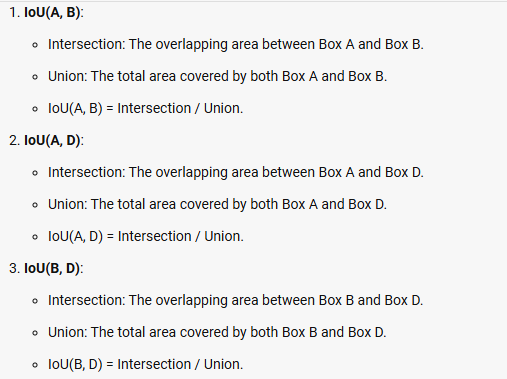 1. IoU(A, B):
◦ Intersection: The overlapping area between Box A and Box B.
◦ Union: The total area covered by both Box A and Box B.
◦ IoU(A, B) = Intersection / Union.
2. IoU(A, D):
◦ Intersection: The overlapping area between Box A and Box D.
◦ Union: The total area covered by both Box A and Box D.
◦ IoU(A, D) = Intersection / Union.
3. IoU(B, D):
◦ Intersection: The overlapping area between Box B and Box D.
◦ Union: The total area covered by both Box B and Box D.
◦ IoU(B, D) = Intersection / Union.